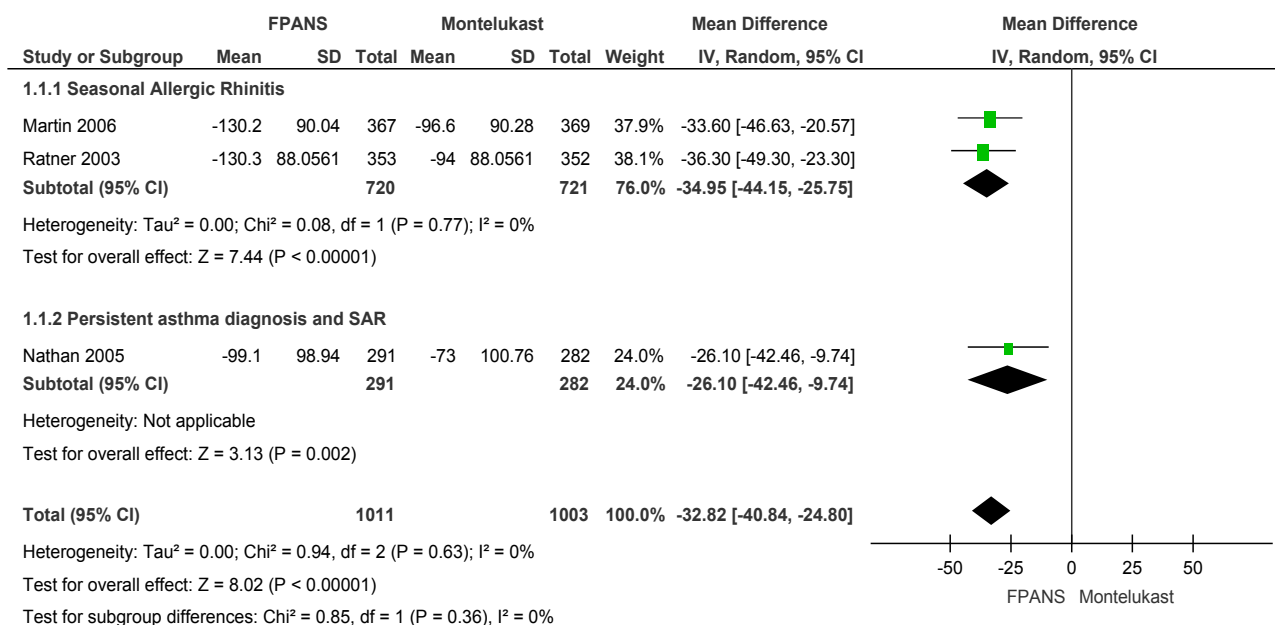 FPANS Montelukast Mean Difference Mean Difference
Study or Subgroup Mean SD Total Mean SD Total Weight IV, Random, 95% CI IV, Random, 95% CI
1.1.1 Seasonal Allergic Rhinitis
Martin 2006 -130.2 90.04 367 -96.6 90.28 369 37.9% -33.60 [-46.63, -20.57]
Ratner 2003 -130.3 88.0561 353 -94 88.0561 352 38.1% -36.30 [-49.30, -23.30]
Subtotal (95% CI) 720 721 76.0% -34.95 [-44.15, -25.75]
Heterogeneity: Tau² = 0.00; Chi² = 0.08, df = 1 (P = 0.77); I² = 0%
Test for overall effect: Z = 7.44 (P < 0.00001)
1.1.2 Persistent asthma diagnosis and SAR
Nathan 2005 -99.1 98.94 291 -73 100.76 282 24.0% -26.10 [-42.46, -9.74]
Subtotal (95% CI) 291 282 24.0% -26.10 [-42.46, -9.74]
Heterogeneity: Not applicable
Test for overall effect: Z = 3.13 (P = 0.002)
Total (95% CI) 1011 1003 100.0% -32.82 [-40.84, -24.80]
Heterogeneity: Tau² = 0.00; Chi² = 0.94, df = 2 (P = 0.63); I² = 0%
Test for overall effect: Z = 8.02 (P < 0.00001)
Test for subgroup differences: Chi² = 0.85, df = 1 (P = 0.36), I² = 0%
-50 -25 0 25 50
FPANS Montelukast